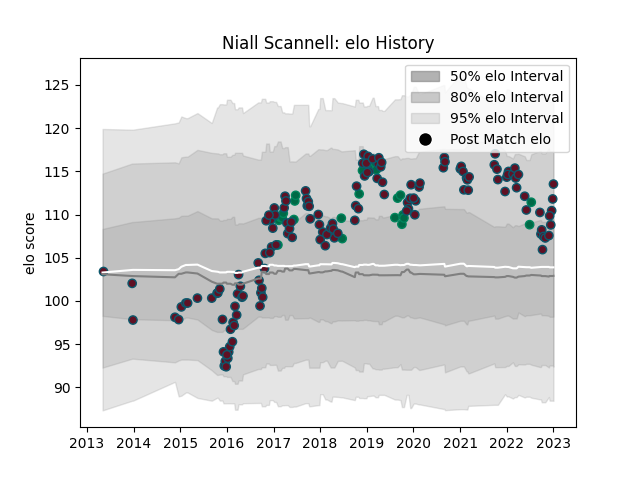 Niall Scannell: elo History
50% elo Interval
80% elo Interval
95% elo Interval
Post Match elo
elo score
125
120
115
110
105
100
95
90
2013 2014 2015 2016 2017 2018 2019 2020 2021 2022 2023